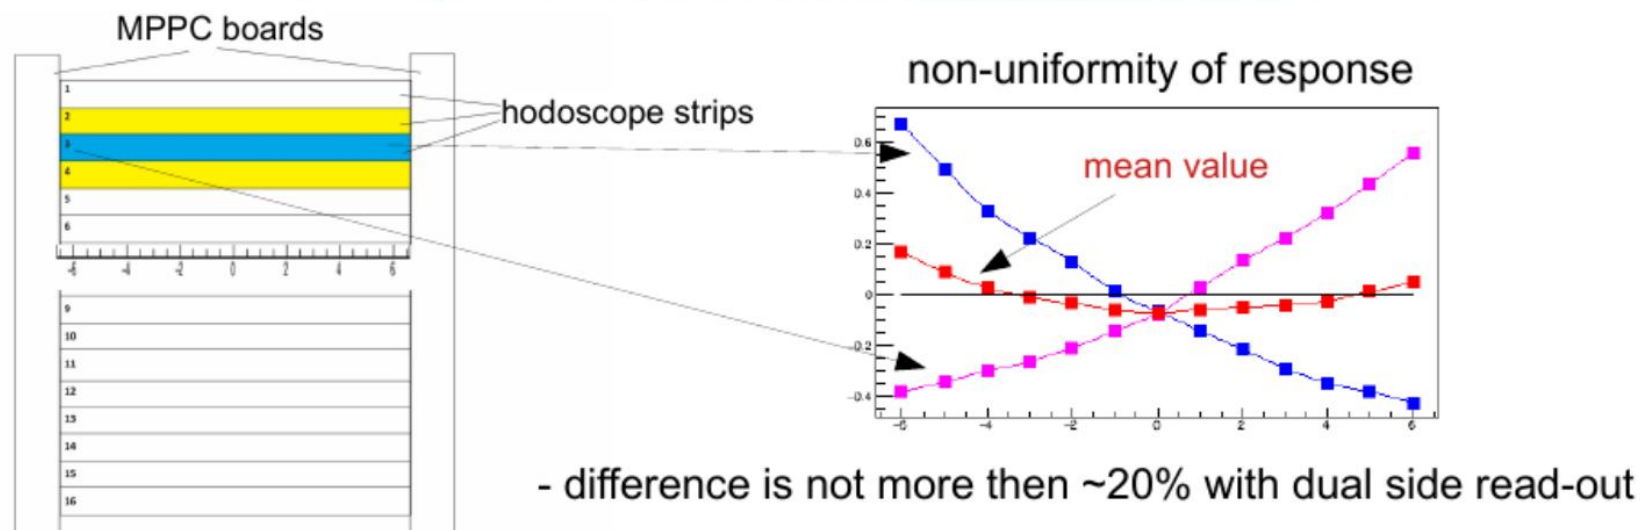 MPPC boards
non-uniformity of response
hodoscope strips
mean value
1
2
3
4
5
6
-6 -4 -2 0 2 4 6
9
10
11
12
13
14
15
16
0.6
0.4
0.2
0
-0.2
-0.4
-6 -4 -2 0 2 4 6
- difference is not more then ~20% with dual side read-out